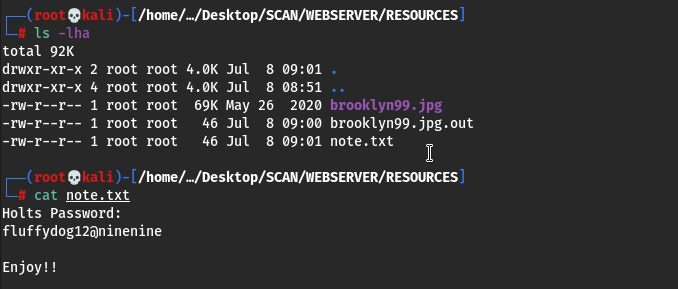 ┌──(root💀kali)-[/home/…/Desktop/SCAN/WEBSERVER/RESOURCES]
└─# ls -lha
total 92K
drwxr-xr-x 2 root root 4.0K Jul  8 09:01 .
drwxr-xr-x 4 root root 4.0K Jul  8 08:51 ..
-rw-r--r-- 1 root root  69K May 26  2020 brooklyn99.jpg
-rw-r--r-- 1 root root   46 Jul  8 09:00 brooklyn99.jpg.out
-rw-r--r-- 1 root root   46 Jul  8 09:01 note.txt
┌──(root💀kali)-[/home/…/Desktop/SCAN/WEBSERVER/RESOURCES]
└─# cat note.txt
Holts Password:
fluffydog12@ninenine
Enjoy!!